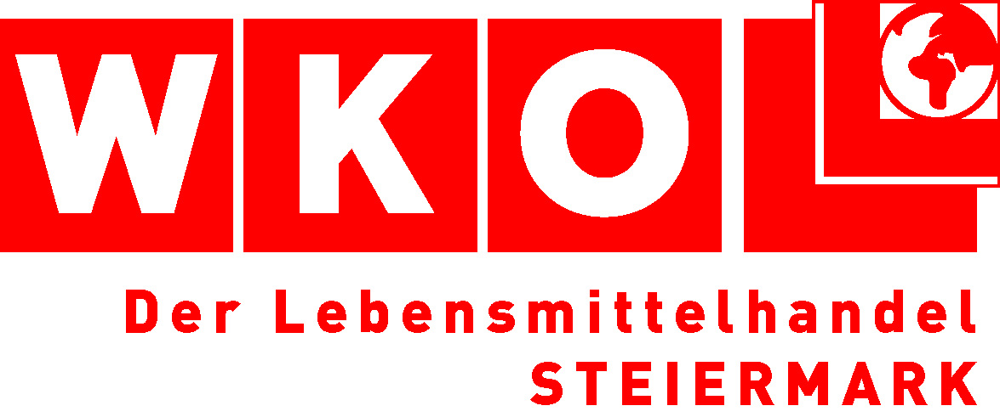 WKO
Der Lebensmittelhandel
STEIERMARK